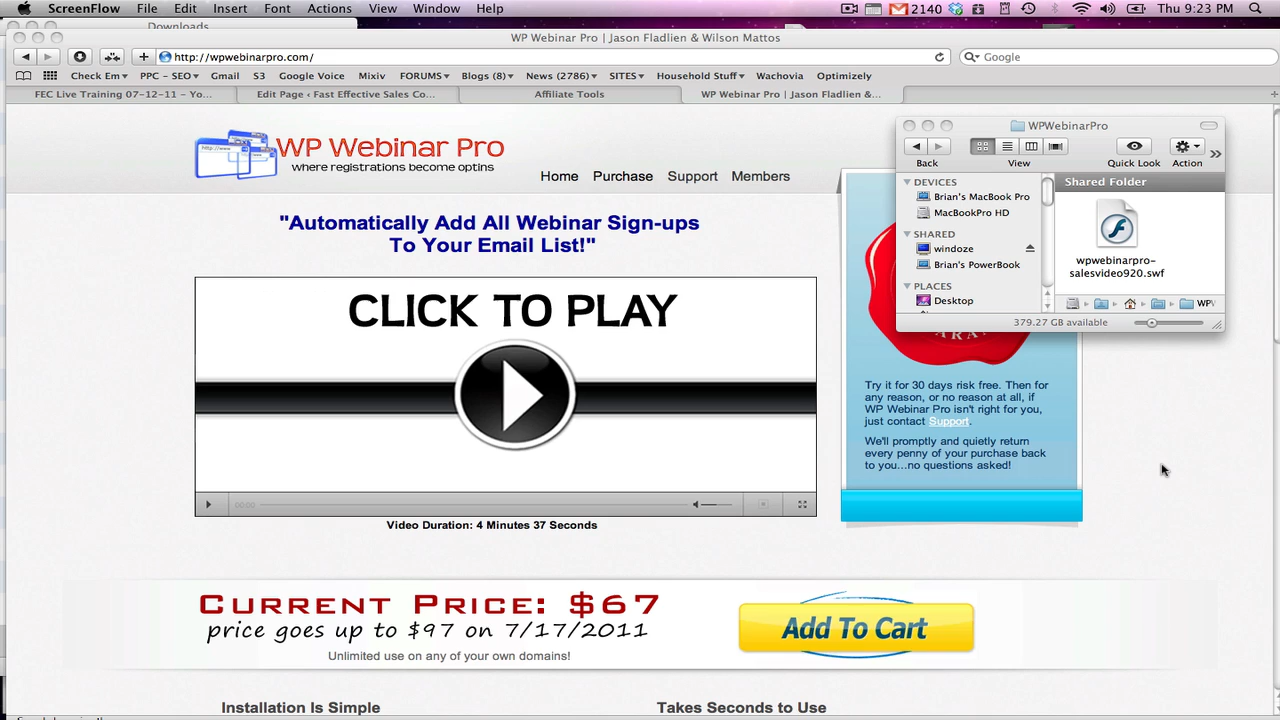 ScreenFlow File Edit Insert Font Actions View Window Help 2140 Thu 9:23 PM
Downloads
WP Webinar Pro | Jason Fladlien & Wilson Mattos
http://wpwebinarpro.com/ Google
Check Em PPC - SEO Gmail S3 Google Voice Mixiv FORUMS Blogs (8) News (2786) SITES Household Stuff Wachovia Optimizely
FEC Live Training 07-12-11 – Yo... Edit Page ‹ Fast Effective Sales Co... Affiliate Tools WP Webinar Pro | Jason Fladlien &...
WP Webinar Pro
where registrations become optins
Home Purchase Support Members
"Automatically Add All Webinar Sign-ups
To Your Email List!"
CLICK TO PLAY
00:00
Video Duration: 4 Minutes 37 Seconds
WPWebinarPro
Back View Quick Look Action
DEVICES
Brian's MacBook Pro
MacBookPro HD
SHARED
windoze
Brian's PowerBook
PLACES
Desktop
Shared Folder
wpwebinarpro-
salesvideo920.swf
WPW
379.27 GB available
Try it for 30 days risk free. Then for
any reason, or no reason at all, if
WP Webinar Pro isn't right for you,
just contact Support.
We'll promptly and quietly return
every penny of your purchase back
to you...no questions asked!
Current Price: $67
price goes up to $97 on 7/17/2011
Unlimited use on any of your own domains!
Add To Cart
Installation Is Simple
Takes Seconds to Use